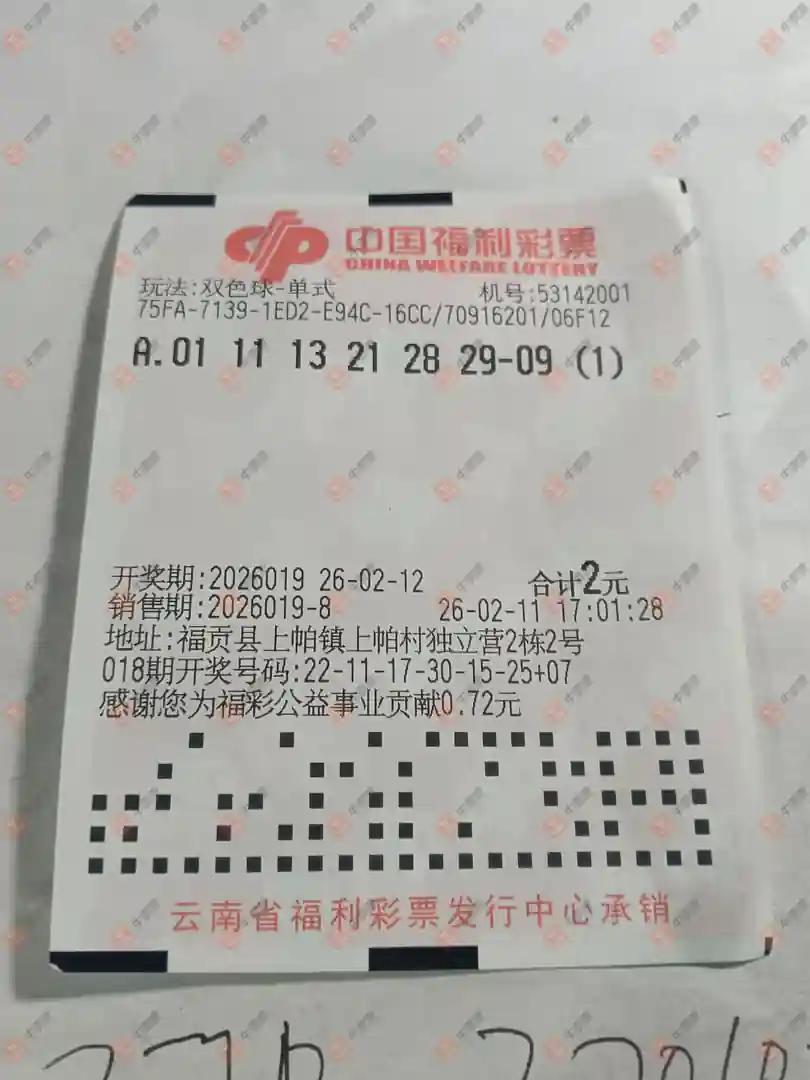 中国福利彩票
CHINA WELFARE LOTTERY
玩法:双色球-单式 机号:53142001
75FA-7139-1ED2-E94C-16CC/70916201/06F12
A.01 11 13 21 28 29-09 (1)
开奖期:2026019 26-02-12 合计2元
销售期:2026019-8 26-02-11 17:01:28
地址:福贡县上帕镇上帕村独立营2栋2号
018期开奖号码:22-11-17-30-15-25+07
感谢您为福彩公益事业贡献0.72元
云南省福利彩票发行中心承销